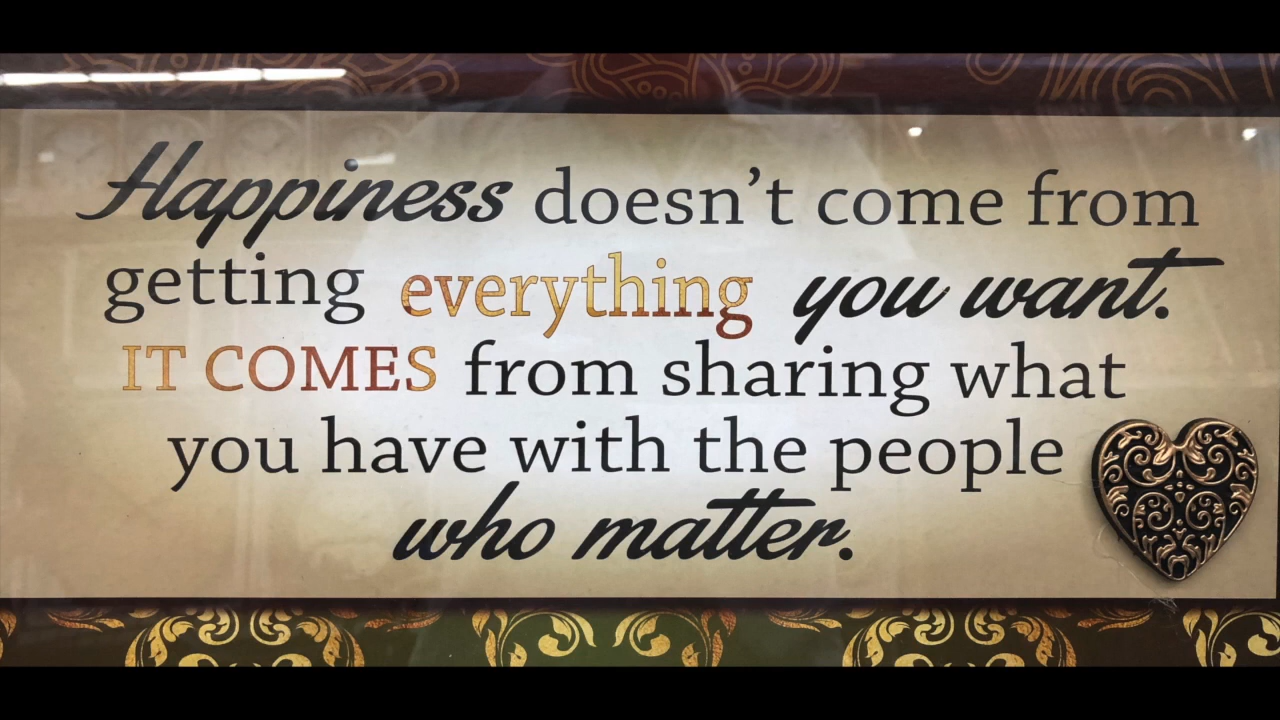 Happiness doesn’t come from
getting everything you want.
IT COMES from sharing what
you have with the people
who matter.